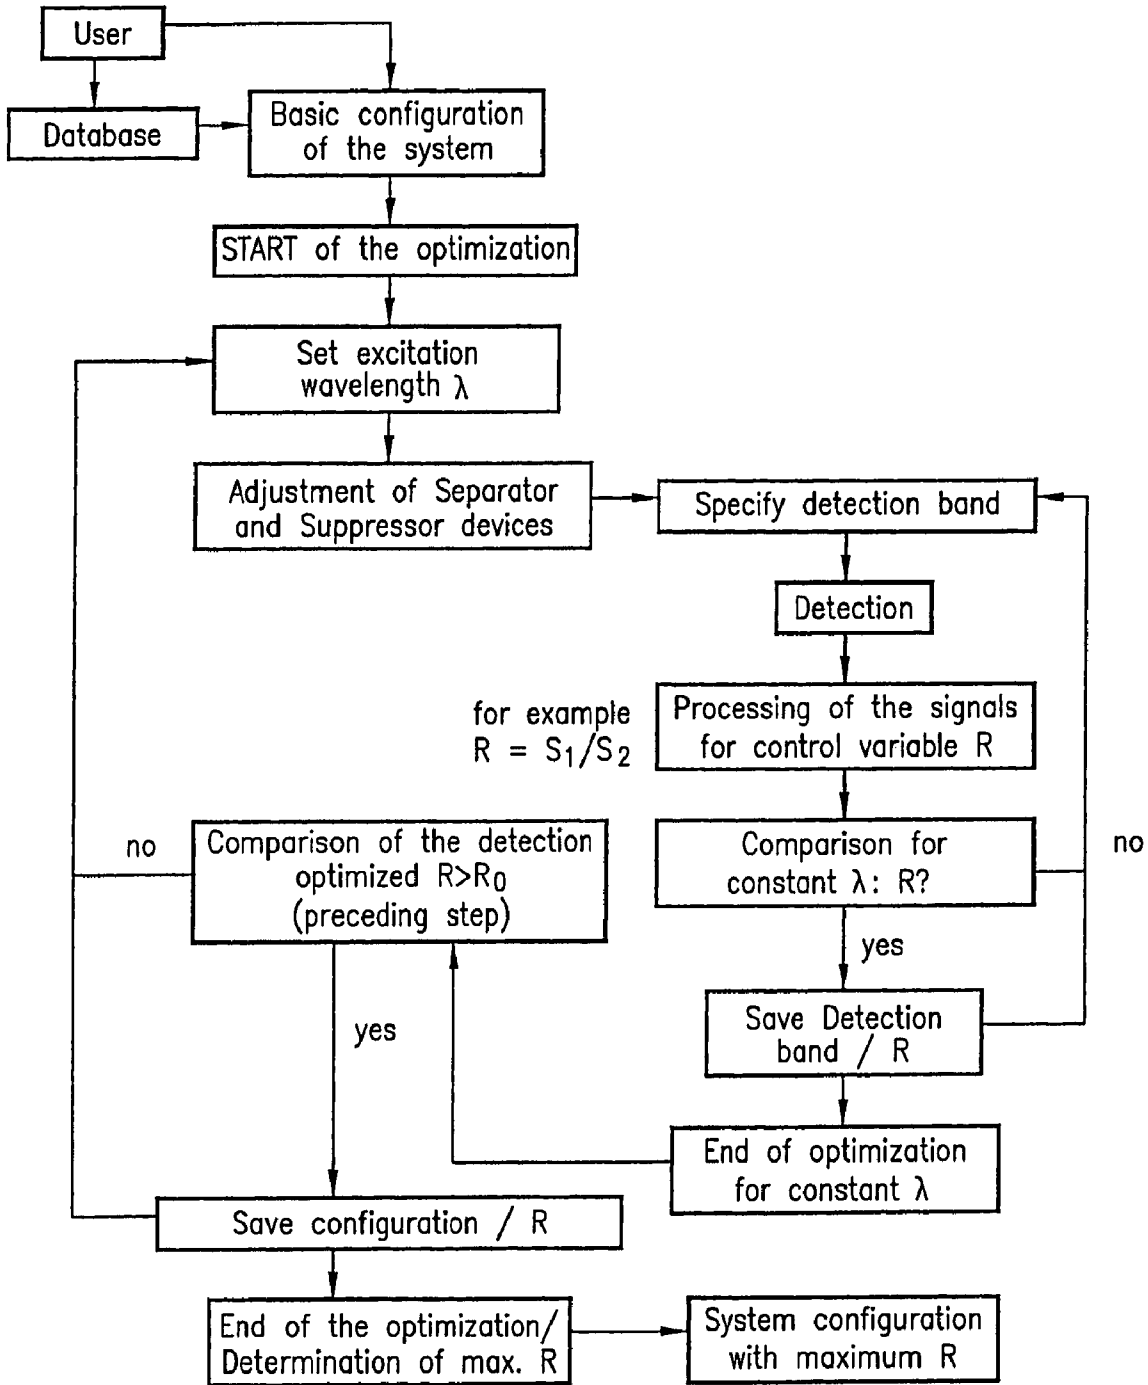 User
Database
Basic configuration
of the system
START of the optimization
Set excitation
wavelength λ
Adjustment of Separator
and Suppressor devices
Specify detection band
Detection
for example
R = S1/S2
Processing of the signals
for control variable R
Comparison for
constant λ: R?
no
yes
Save Detection
band / R
End of optimization
for constant λ
no
Comparison of the detection
optimized R>R0
(preceding step)
yes
Save configuration / R
End of the optimization/
Determination of max. R
System configuration
with maximum R